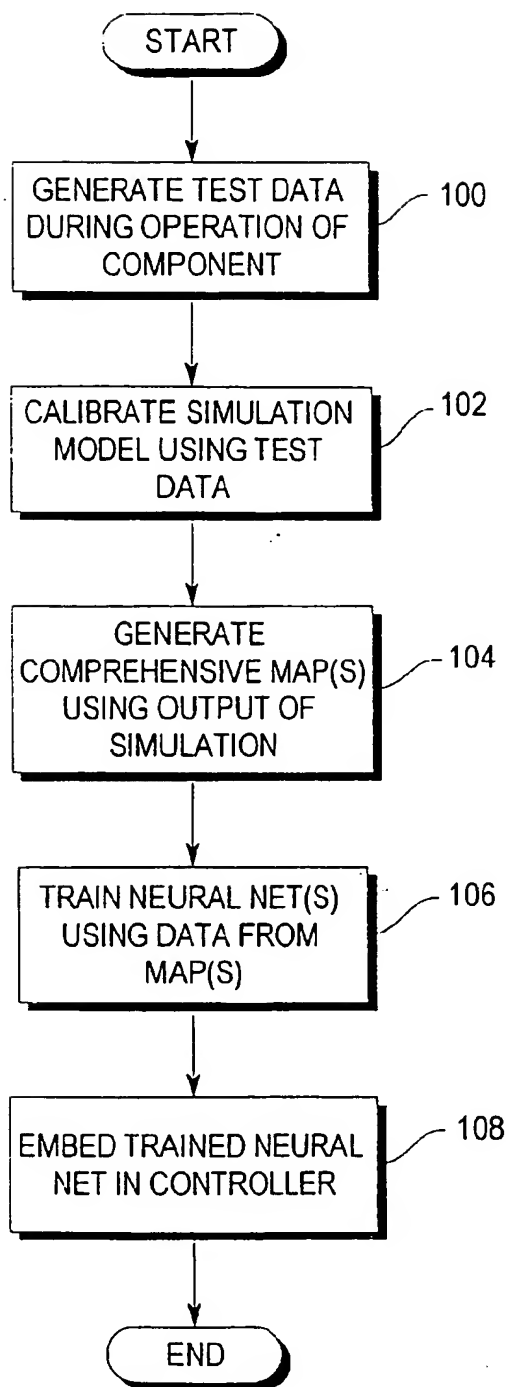 START
GENERATE TEST DATA
DURING OPERATION OF
COMPONENT
100
CALIBRATE SIMULATION
MODEL USING TEST
DATA
102
GENERATE
COMPREHENSIVE MAP(S)
USING OUTPUT OF
SIMULATION
104
TRAIN NEURAL NET(S)
USING DATA FROM
MAP(S)
106
EMBED TRAINED NEURAL
NET IN CONTROLLER
108
END